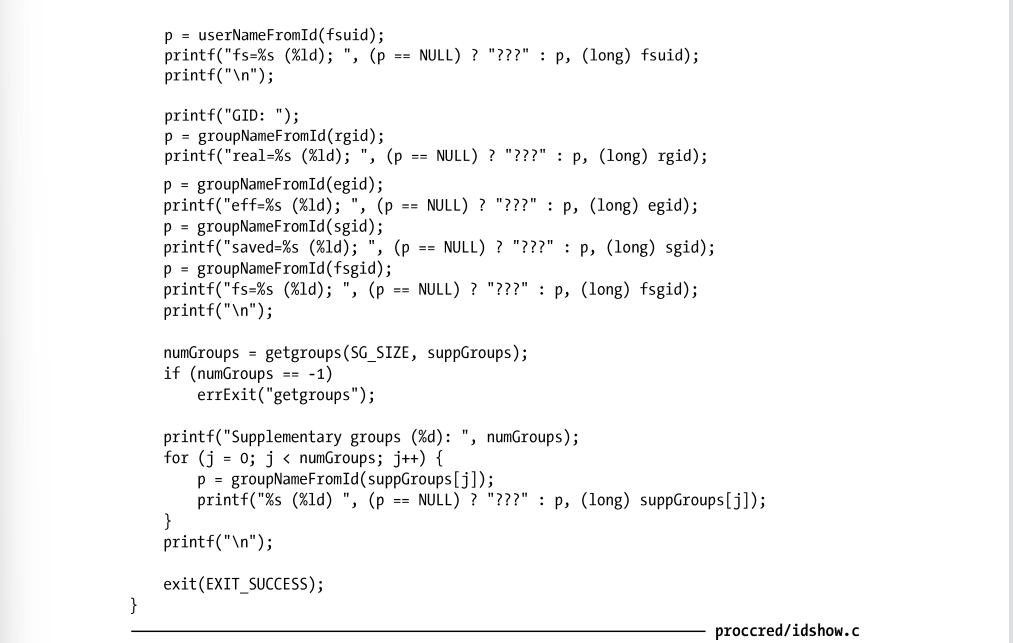 p = userNameFromId(fsuid);
printf("fs=%s (%ld); ", (p == NULL) ? "???" : p, (long) fsuid);
printf("\n");
printf("GID: ");
p = groupNameFromId(rgid);
printf("real=%s (%ld); ", (p == NULL) ? "???" : p, (long) rgid);
p = groupNameFromId(egid);
printf("eff=%s (%ld); ", (p == NULL) ? "???" : p, (long) egid);
p = groupNameFromId(sgid);
printf("saved=%s (%ld); ", (p == NULL) ? "???" : p, (long) sgid);
p = groupNameFromId(fsgid);
printf("fs=%s (%ld); ", (p == NULL) ? "???" : p, (long) fsgid);
printf("\n");
numGroups = getgroups(SG_SIZE, suppGroups);
if (numGroups == -1)
errExit("getgroups");
printf("Supplementary groups (%d): ", numGroups);
for (j = 0; j < numGroups; j++) {
p = groupNameFromId(suppGroups[j]);
printf("%s (%ld) ", (p == NULL) ? "???" : p, (long) suppGroups[j]);
}
printf("\n");
exit(EXIT_SUCCESS);
}
proccred/idshow.c